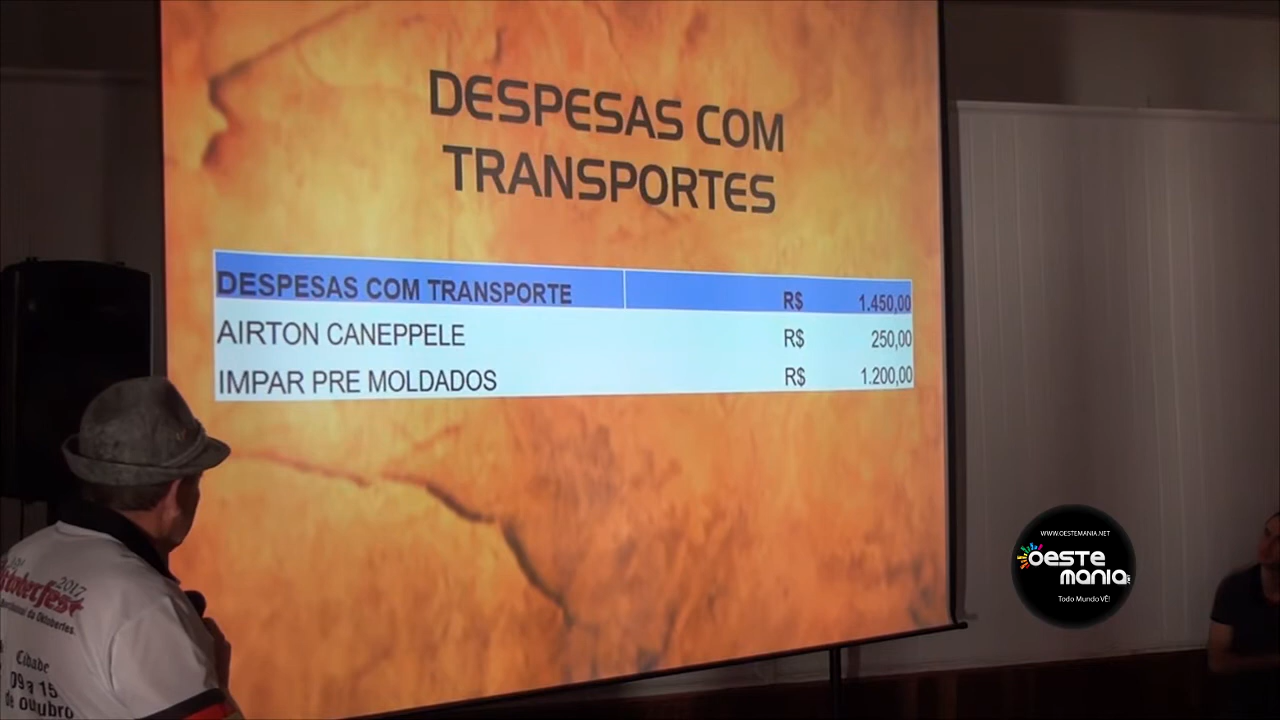 DESPESAS COM
TRANSPORTES
DESPESAS COM TRANSPORTE R$ 1.450,00
AIRTON CANEPPELE R$ 250,00
IMPAR PRE MOLDADOS R$ 1.200,00
WWW.OESTEMANIA.NET
OESTE
MANIA
Todo Mundo VÊ!
2017
Cidade
09 a 15
de outubro